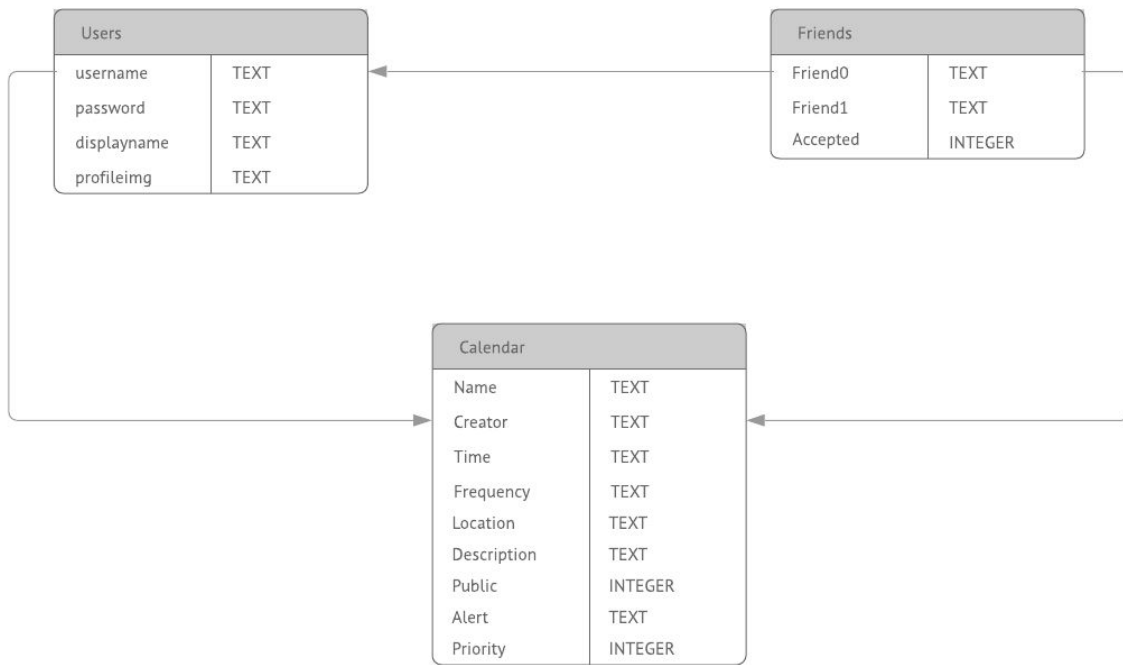 Users
username TEXT
password TEXT
displayname TEXT
profileimg TEXT
Friends
Friend0 TEXT
Friend1 TEXT
Accepted INTEGER
Calendar
Name TEXT
Creator TEXT
Time TEXT
Frequency TEXT
Location TEXT
Description TEXT
Public INTEGER
Alert TEXT
Priority INTEGER